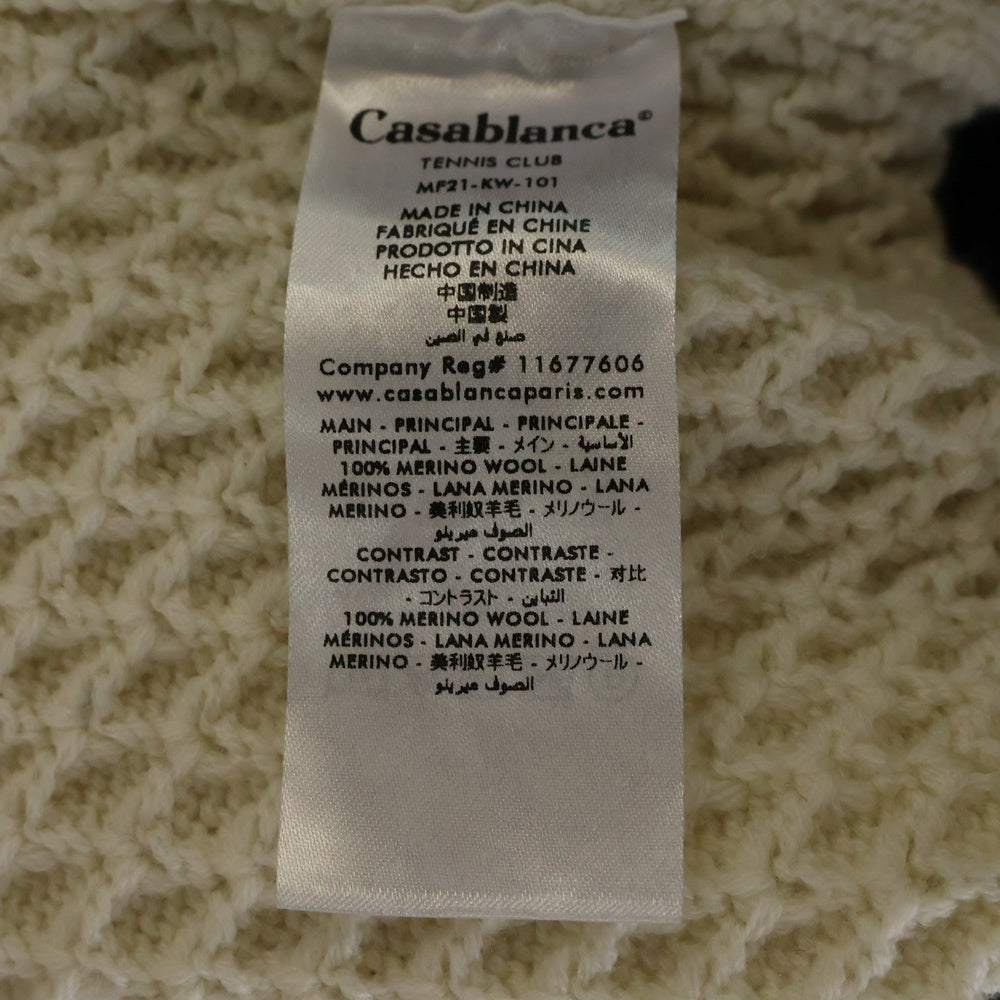 Casablanca©
TENNIS CLUB
MF21-KW-101
MADE IN CHINA
FABRIQUÉ EN CHINE
PRODOTTO IN CINA
HECHO EN CHINA
中国制造
中国製
صنع في الصين
Company Reg# 11677606
www.casablancaparis.com
MAIN - PRINCIPAL - PRINCIPALE -
PRINCIPAL - 主要 - メイン - الأساسية
100% MERINO WOOL - LAINE
MÉRINOS - LANA MERINO - LANA
MERINO - 美利奴羊毛 - メリノウール -
الصوف ميرينو
CONTRAST - CONTRASTE -
CONTRASTO - CONTRASTE - 对比
- コントラスト - التباين
100% MERINO WOOL - LAINE
MÉRINOS - LANA MERINO - LANA
MERINO - 美利奴羊毛 - メリノウール -
الصوف ميرينو